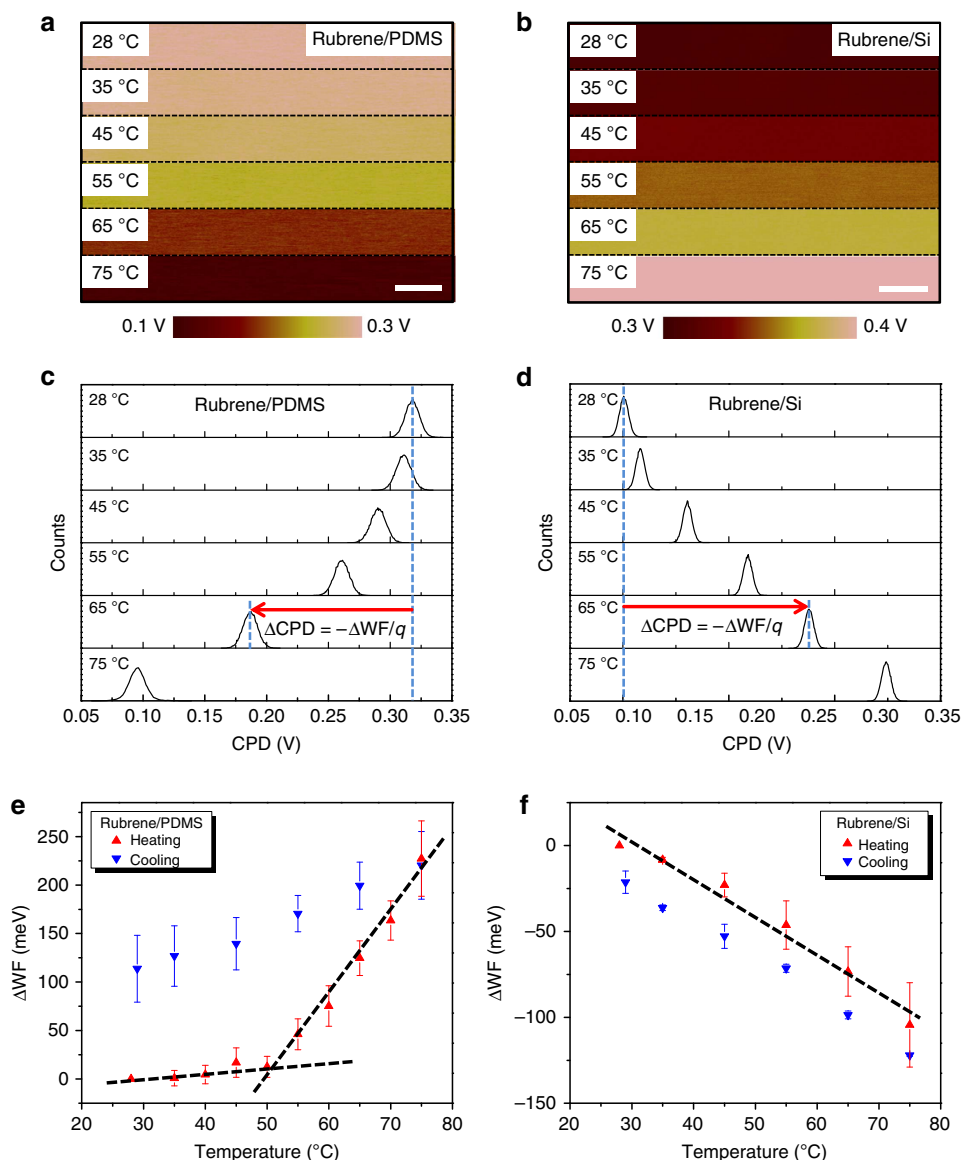 a
Rubrene/PDMS
28 °C
35 °C
45 °C
55 °C
65 °C
75 °C
0.1 V
0.3 V
b
Rubrene/Si
28 °C
35 °C
45 °C
55 °C
65 °C
75 °C
0.3 V
0.4 V
c
Rubrene/PDMS
28 °C
35 °C
45 °C
55 °C
65 °C
75 °C
ΔCPD = −ΔWF/q
Counts
0.05 0.10 0.20 0.20 0.25 0.30 0.35
CPD (V)
d
Rubrene/Si
28 °C
35 °C
45 °C
55 °C
65 °C
75 °C
ΔCPD = −ΔWF/q
Counts
0.05 0.10 0.20 0.20 0.25 0.30 0.35
CPD (V)
e
Rubrene/PDMS
Heating
Cooling
250
200
150
100
50
0
ΔWF (meV)
20 30 40 50 60 70 80
Temperature (°C)
f
Rubrene/Si
Heating
Cooling
0
−50
−100
−150
ΔWF (meV)
20 30 40 50 60 70 80
Temperature (°C)